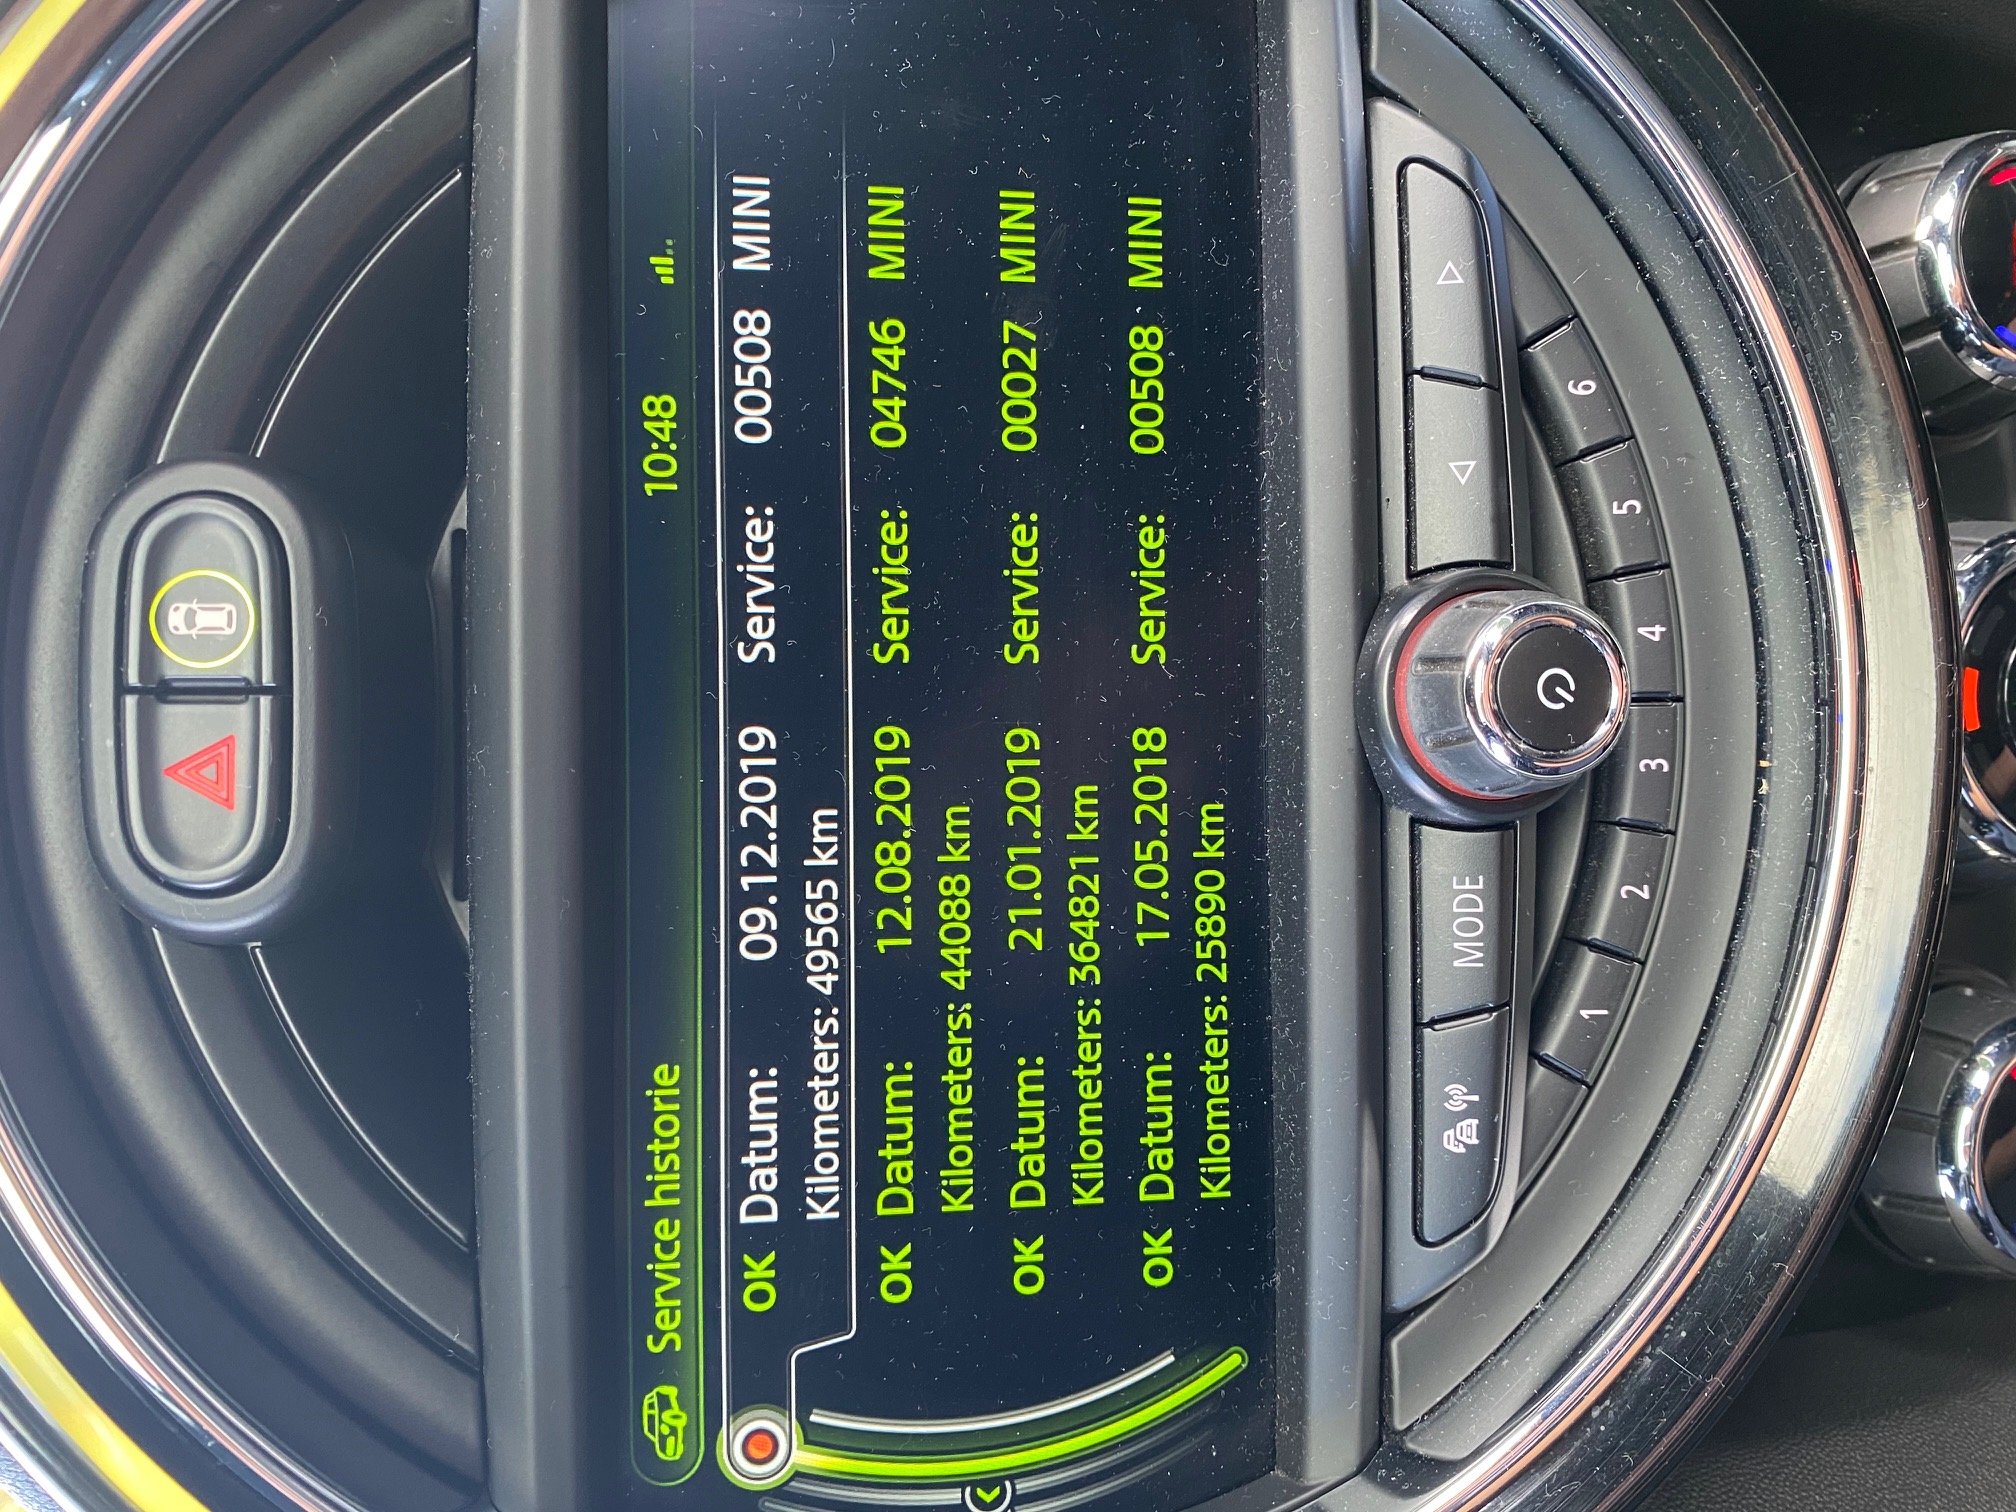 Service historie 10:48
OK Datum: 09.12.2019 Service: 00508 MINI
Kilometers: 49565 km
OK Datum: 12.08.2019 Service: 04746 MINI
Kilometers: 44088 km
OK Datum: 21.01.2019 Service: 00027 MINI
Kilometers: 364821 km
OK Datum: 17.05.2018 Service: 00508 MINI
Kilometers: 25890 km
MODE
1 2 3 4 5 6